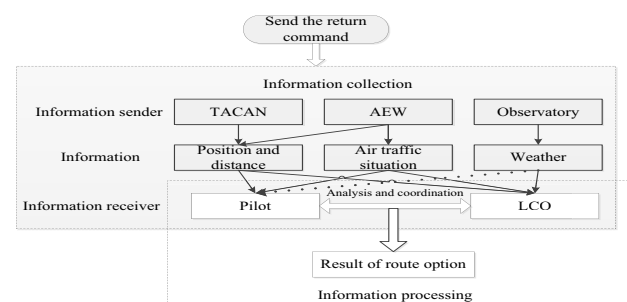 Send the return
command
Information collection
Information sender
TACAN
AEW
Observatory
Information
Position and
distance
Air traffic
situation
Weather
Information receiver
Pilot
Analysis and coordination
LCO
Result of route option
Information processing